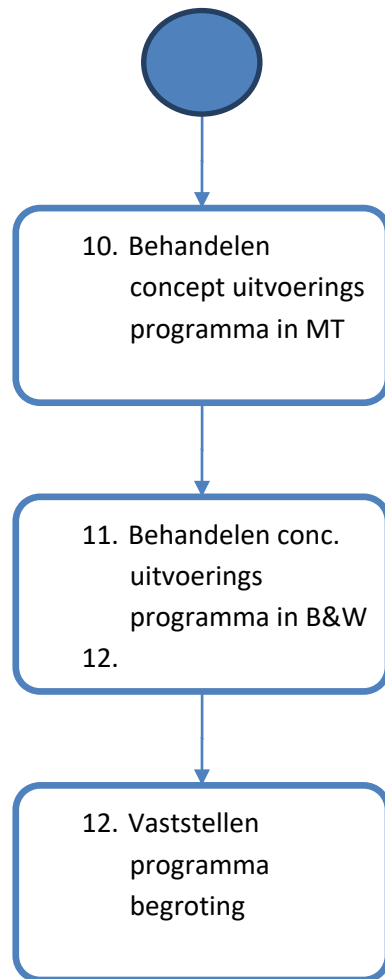 10. Behandelen
concept uitvoerings
programma in MT
11. Behandelen conc.
uitvoerings
programma in B&W
12.
12. Vaststellen
programma
begroting